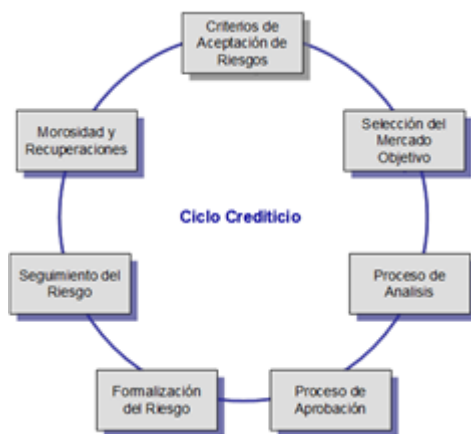 Criterios de
Aceptación de
Riesgos
Selección del
Mercado
Objetivo
Proceso de
Analisis
Proceso de
Aprobación
Formalización
del Riesgo
Seguimiento del
Riesgo
Morosidad y
Recuperaciones
Ciclo Crediticio